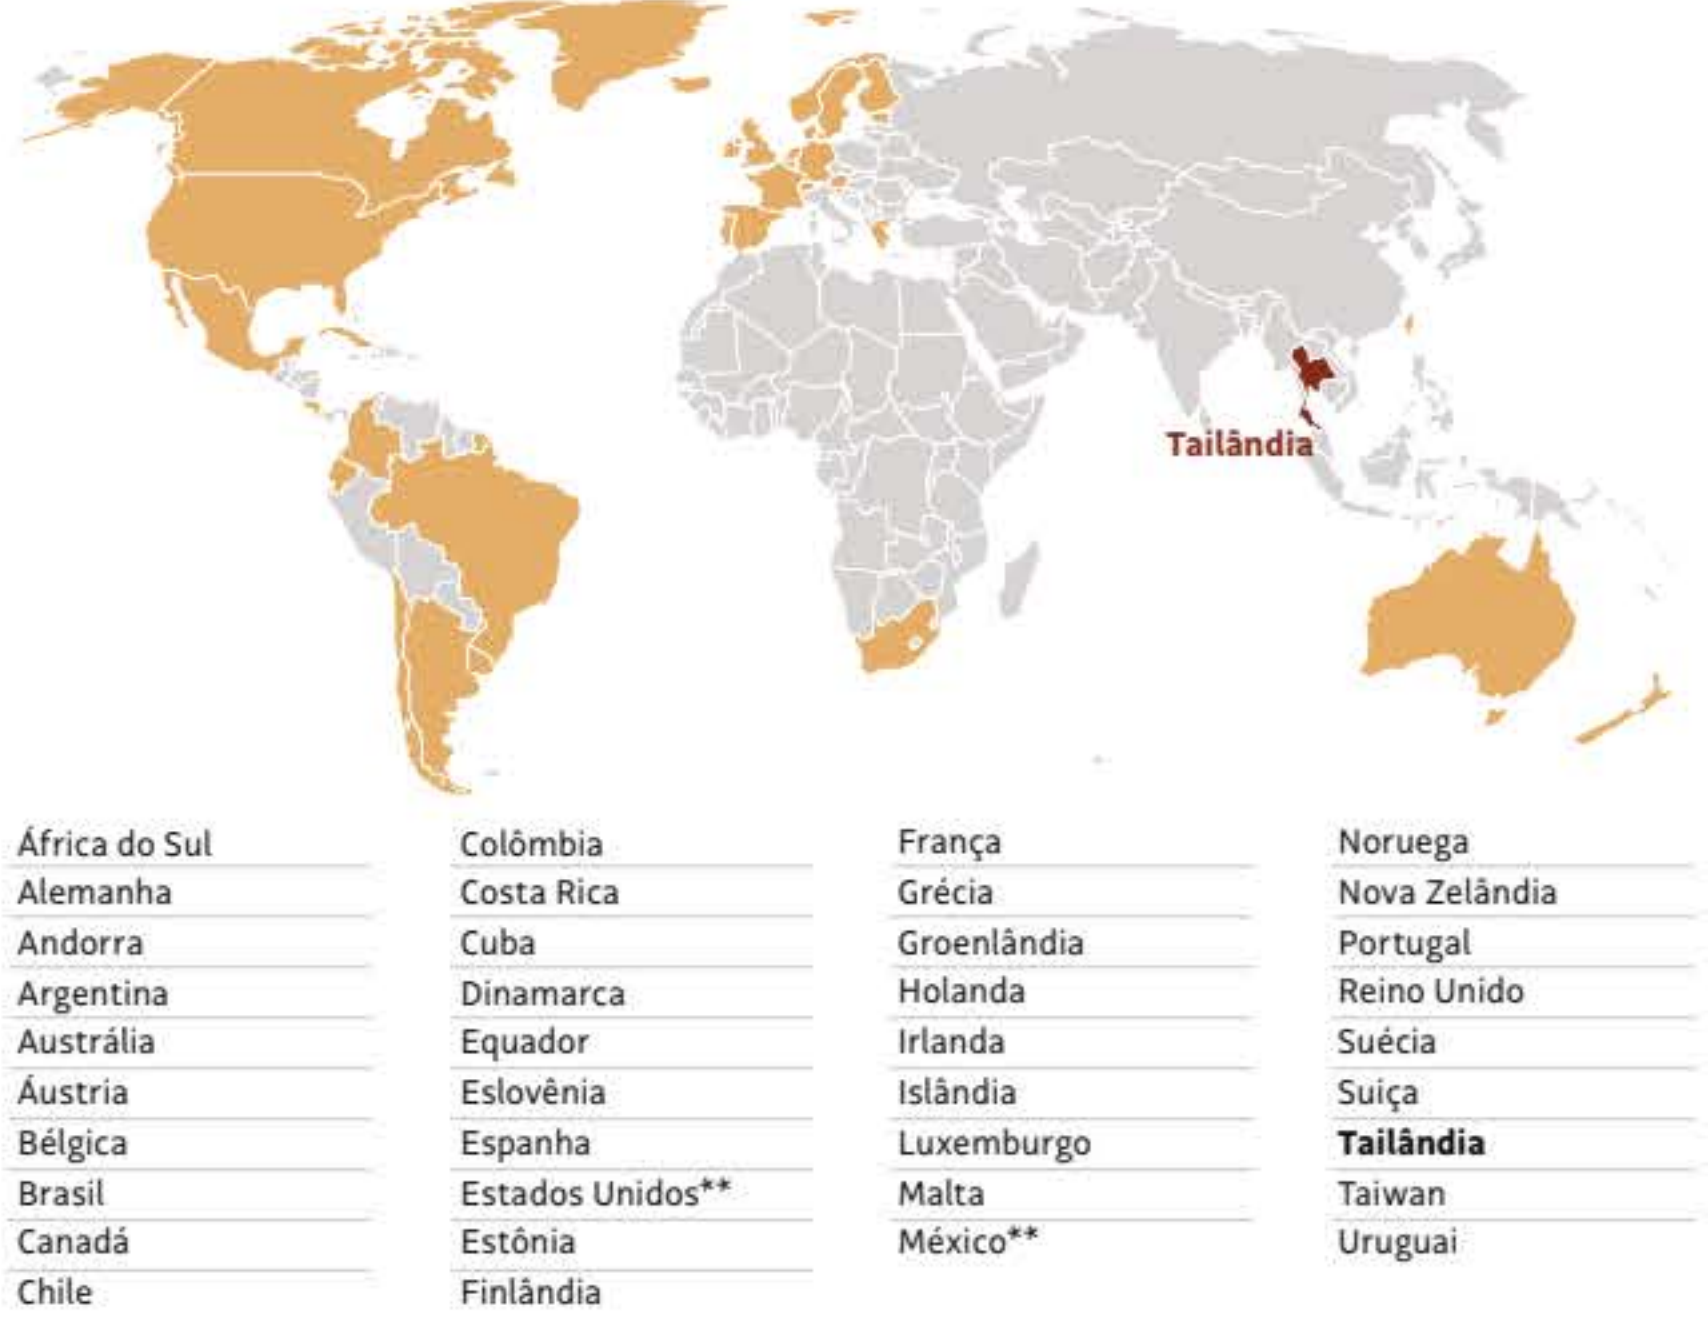 Tailândia
África do Sul
Alemanha
Andorra
Argentina
Austrália
Áustria
Bélgica
Brasil
Canadá
Chile
Colômbia
Costa Rica
Cuba
Dinamarca
Equador
Eslovênia
Espanha
Estados Unidos**
Estônia
Finlândia
França
Grécia
Groenlândia
Holanda
Irlanda
Islândia
Luxemburgo
Malta
México**
Noruega
Nova Zelândia
Portugal
Reino Unido
Suécia
Suiça
Tailândia
Taiwan
Uruguai